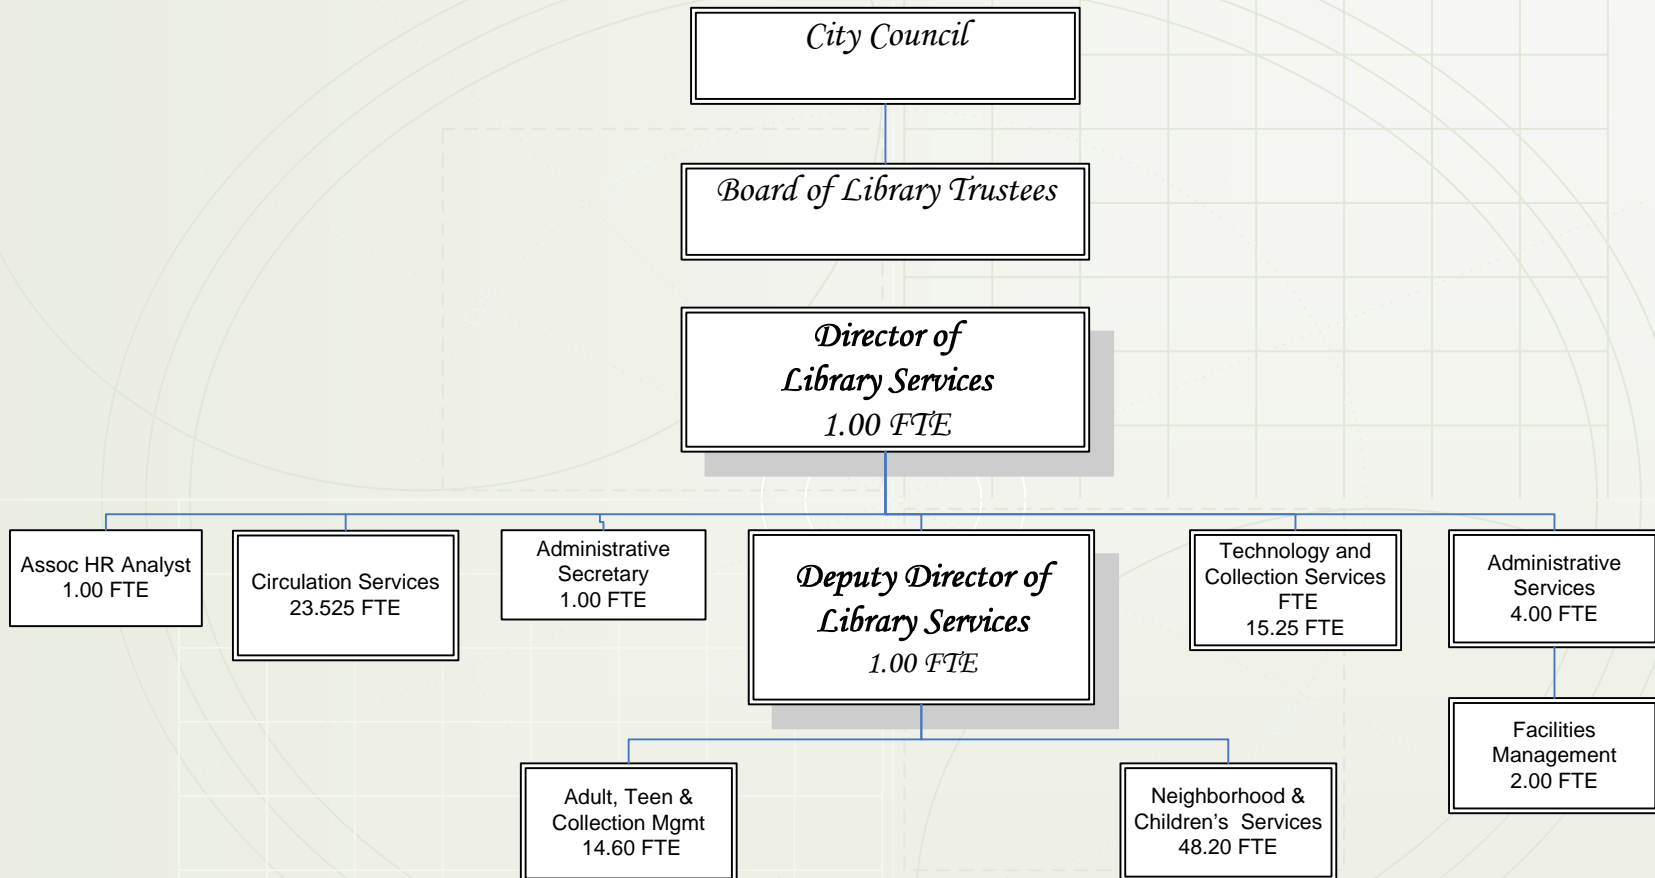 City Council
Board of Library Trustees
Director of
Library Services
1.00 FTE
Assoc HR Analyst
1.00 FTE
Circulation Services
23.525 FTE
Administrative
Secretary
1.00 FTE
Deputy Director of
Library Services
1.00 FTE
Technology and
Collection Services
FTE
15.25 FTE
Administrative
Services
4.00 FTE
Facilities
Management
2.00 FTE
Adult, Teen &
Collection Mgmt
14.60 FTE
Neighborhood &
Children's Services
48.20 FTE